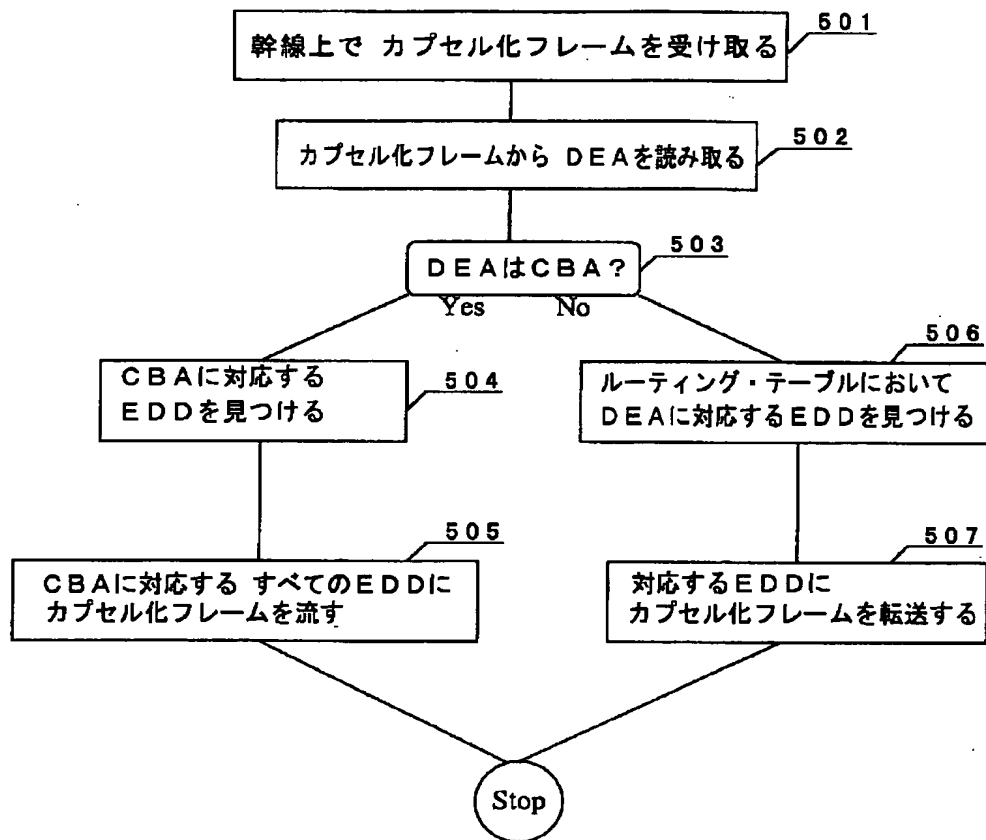 501
幹線上で カプセル化フレームを受け取る
502
カプセル化フレームから DEAを読み取る
503
DEAはCBA?
Yes No
504
CBAに対応する
EDDを見つける
506
ルーティング・テーブルにおいて
DEAに対応するEDDを見つける
505
CBAに対応する すべてのEDDに
カプセル化フレームを流す
507
対応するEDDに
カプセル化フレームを転送する
Stop